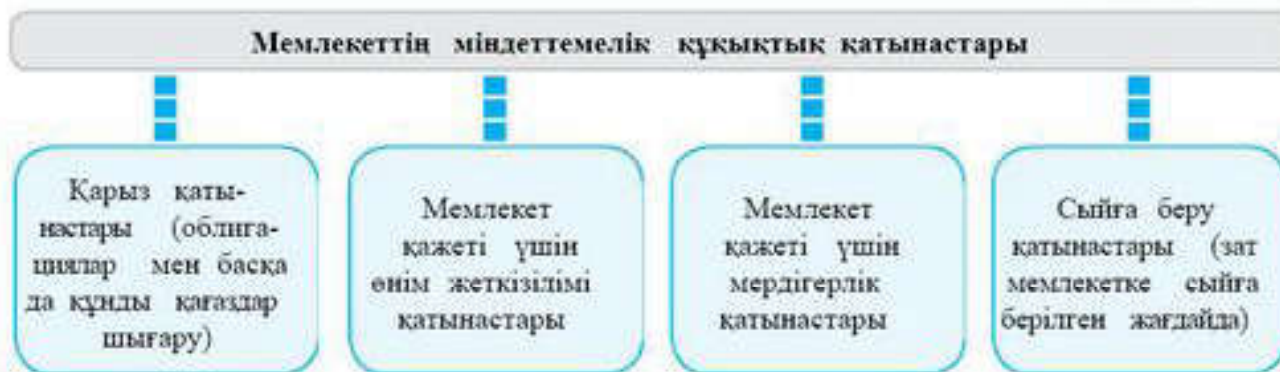 Мемлекеттің міндеттемелік құқықтық қатынастары
Қарыз қаты-
настары (облига-
циялар мен басқа
да құнды қағаздар
шығару)
Мемлекет
қажеті үшін
өнім жеткізілімі
қатынастары
Мемлекет
қажеті үшін
мердігерлік
қатынастары
Сыйға беру
қатынастары (зат
мемлекетке сыйға
берілген жағдайда)